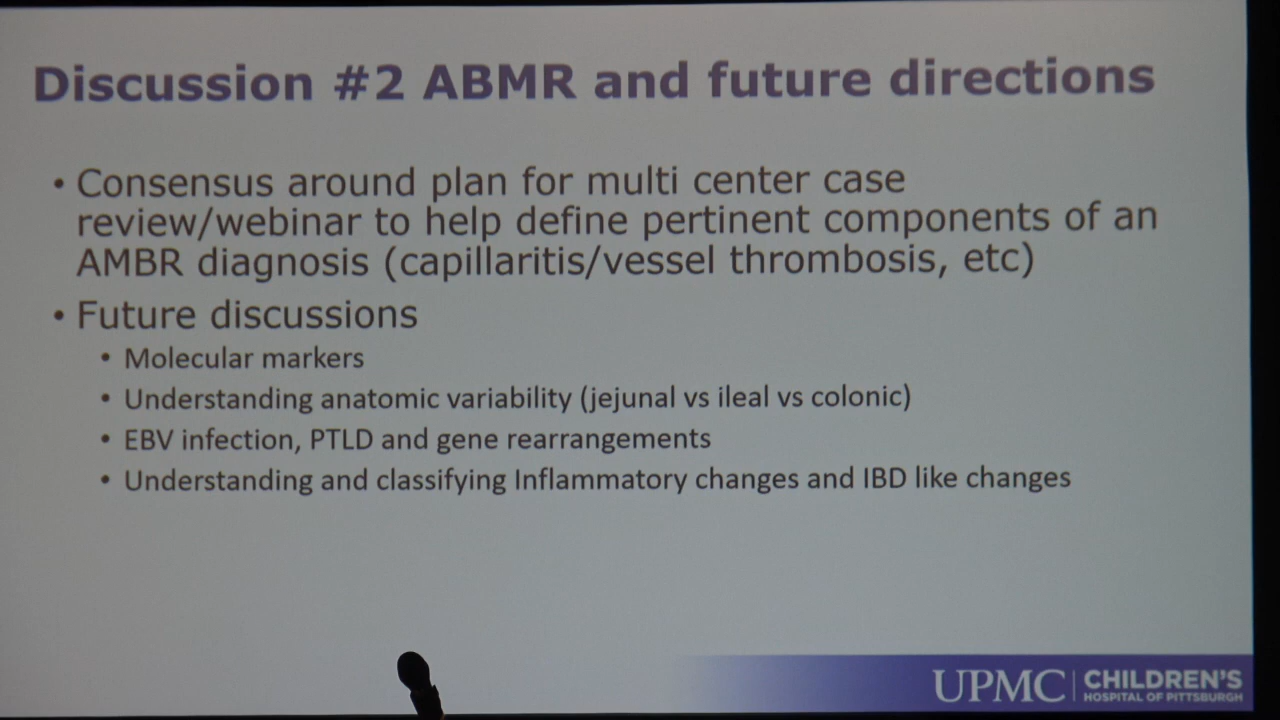 Discussion #2 ABMR and future directions
• Consensus around plan for multi center case
review/webinar to help define pertinent components of an
AMBR diagnosis (capillaritis/vessel thrombosis, etc)
• Future discussions
• Molecular markers
• Understanding anatomic variability (jejunal vs ileal vs colonic)
• EBV infection, PTLD and gene rearrangements
• Understanding and classifying Inflammatory changes and IBD like changes
UPMC | CHILDREN'S
HOSPITAL OF PITTSBURGH